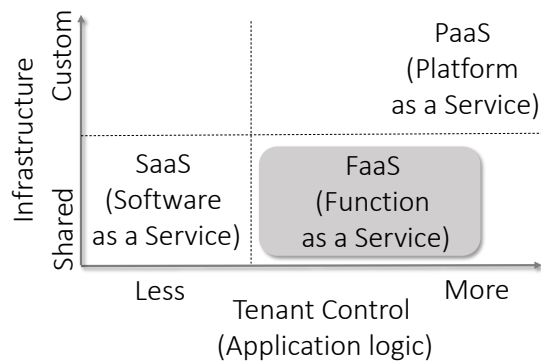 Infrastructure
Custom
Shared
PaaS
(Platform
as a Service)
SaaS
(Software
as a Service)
FaaS
(Function
as a Service)
Less
More
Tenant Control
(Application logic)